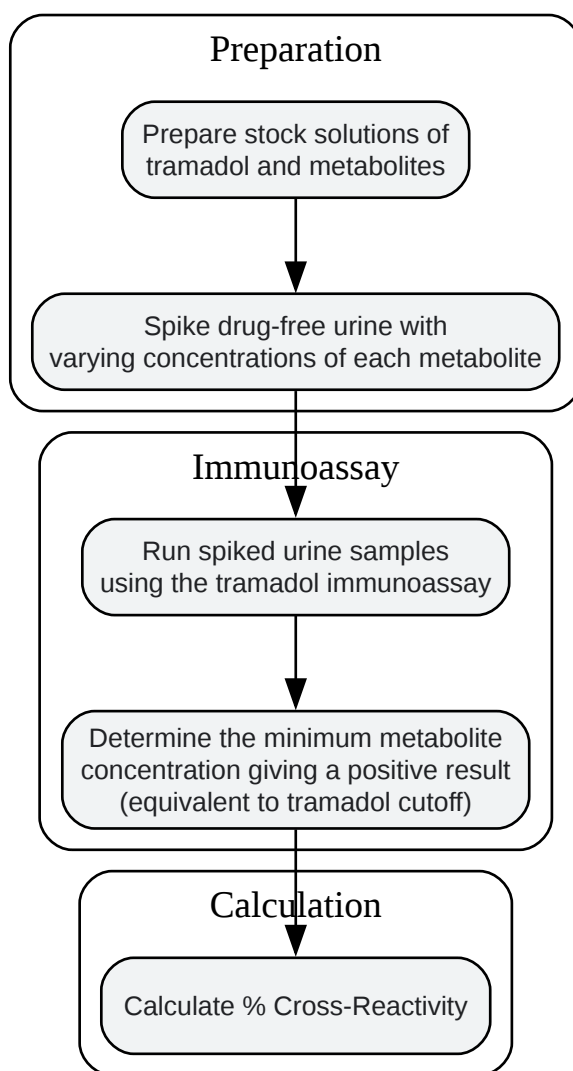 Preparation
Prepare stock solutions of
tramadol and metabolites
Spike drug-free urine with
varying concentrations of each metabolite
Immunoassay
Run spiked urine samples
using the tramadol immunoassay
Determine the minimum metabolite
concentration giving a positive result
(equivalent to tramadol cutoff)
Calculation
Calculate % Cross-Reactivity